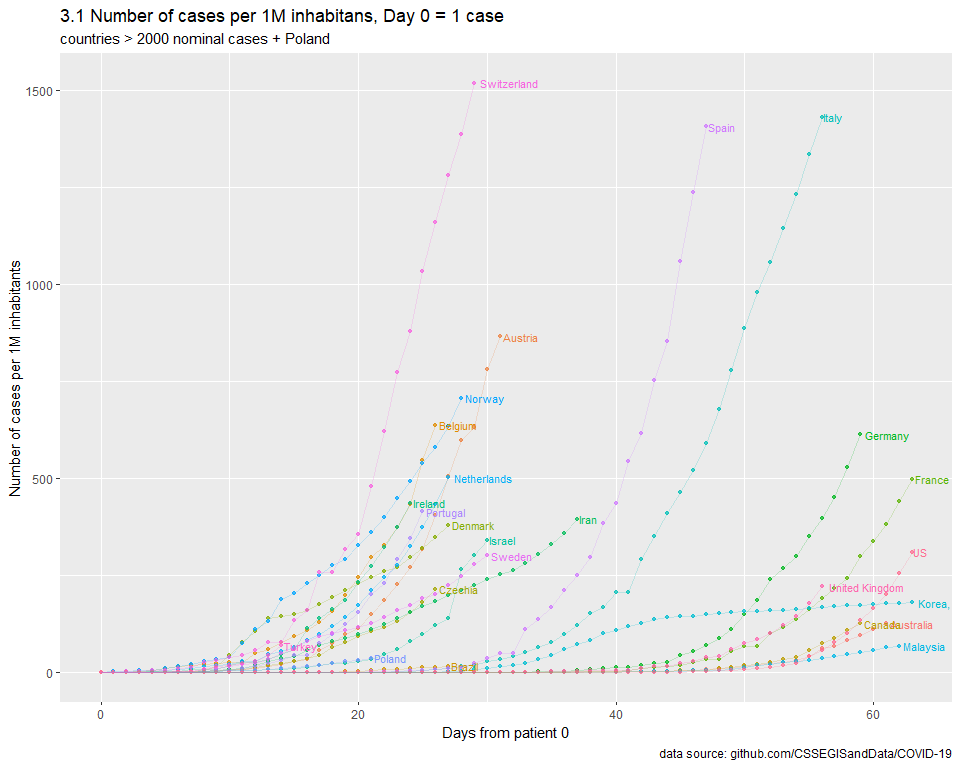 3.1 Number of cases per 1M inhabitans, Day 0 = 1 case
countries > 2000 nominal cases + Poland
Number of cases per 1M inhabitants
1500
1000
500
0
Switzerland
Spain
Italy
Austria
Norway
Belgium
Germany
Netherlands
France
Ireland
Portugal
Iran
Denmark
Israel
Sweden
US
Czechia
United Kingdom
Korea,
Canada
Australia
Turkey
Malaysia
Poland
Brazil
0 20 40 60
Days from patient 0
data source: github.com/CSSEGISandData/COVID-19